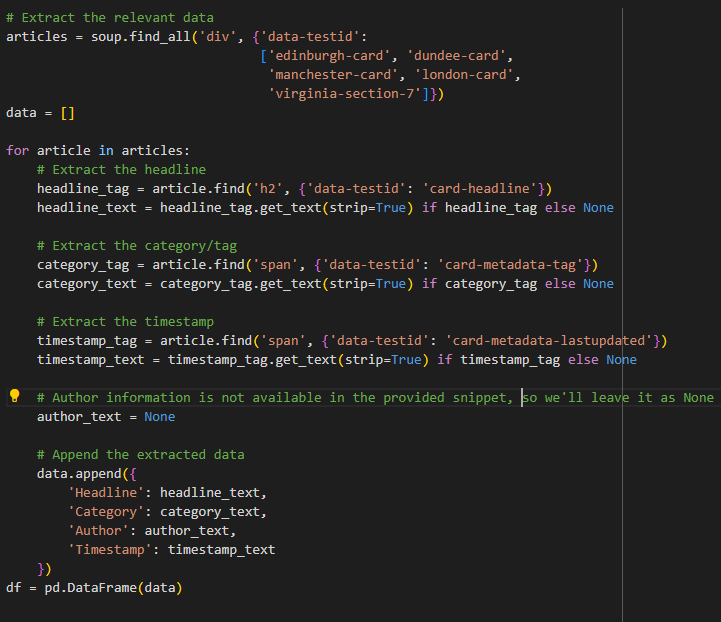 # Extract the relevant data
articles = soup.find_all('div', {'data-testid':
                                 ['edinburgh-card', 'dundee-card',
                                  'manchester-card', 'london-card',
                                  'virginia-section-7']})
data = []

for article in articles:
    # Extract the headline
    headline_tag = article.find('h2', {'data-testid': 'card-headline'})
    headline_text = headline_tag.get_text(strip=True) if headline_tag else None

    # Extract the category/tag
    category_tag = article.find('span', {'data-testid': 'card-metadata-tag'})
    category_text = category_tag.get_text(strip=True) if category_tag else None

    # Extract the timestamp
    timestamp_tag = article.find('span', {'data-testid': 'card-metadata-lastupdated'})
    timestamp_text = timestamp_tag.get_text(strip=True) if timestamp_tag else None

    # Author information is not available in the provided snippet, so we'll leave it as None
    author_text = None

    # Append the extracted data
    data.append({
        'Headline': headline_text,
        'Category': category_text,
        'Author': author_text,
        'Timestamp': timestamp_text
    })
df = pd.DataFrame(data)